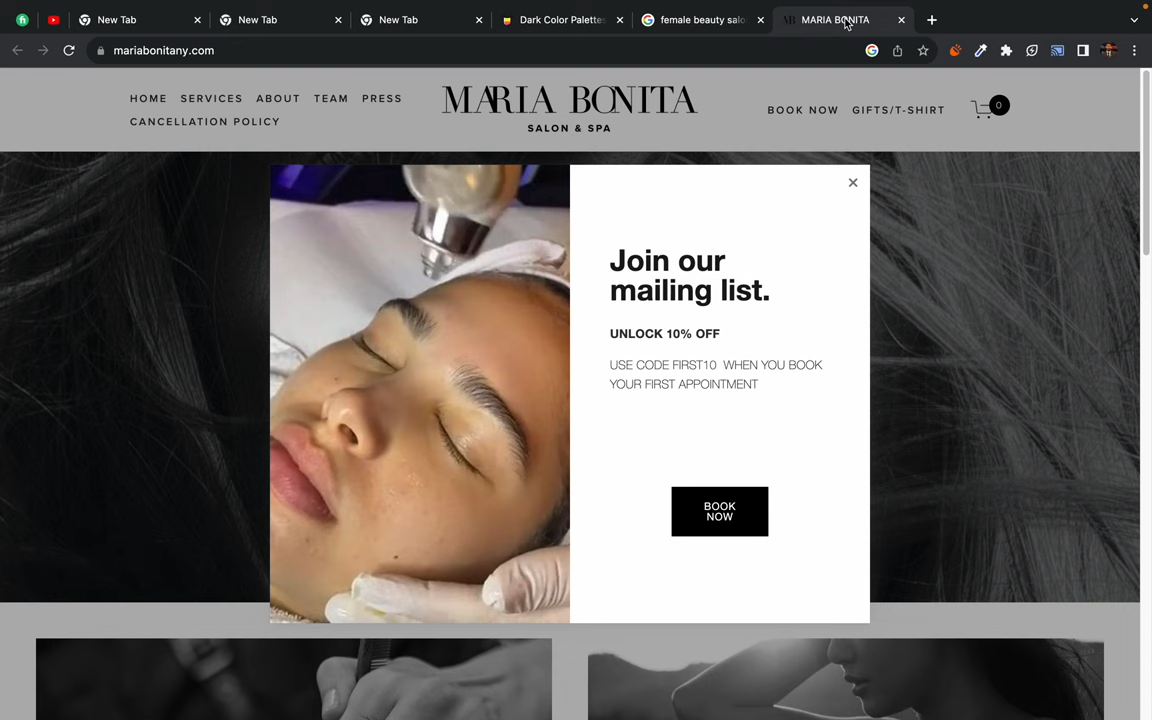 New Tab
New Tab
New Tab
Dark Color Palettes
female beauty salo
MARIA BONITA
mariabonitany.com
HOME SERVICES ABOUT TEAM PRESS
CANCELLATION POLICY
MARIA BONITA
SALON & SPA
BOOK NOW GIFTS/T-SHIRT
0
Join our
mailing list.
UNLOCK 10% OFF
USE CODE FIRST10 WHEN YOU BOOK
YOUR FIRST APPOINTMENT
BOOK
NOW